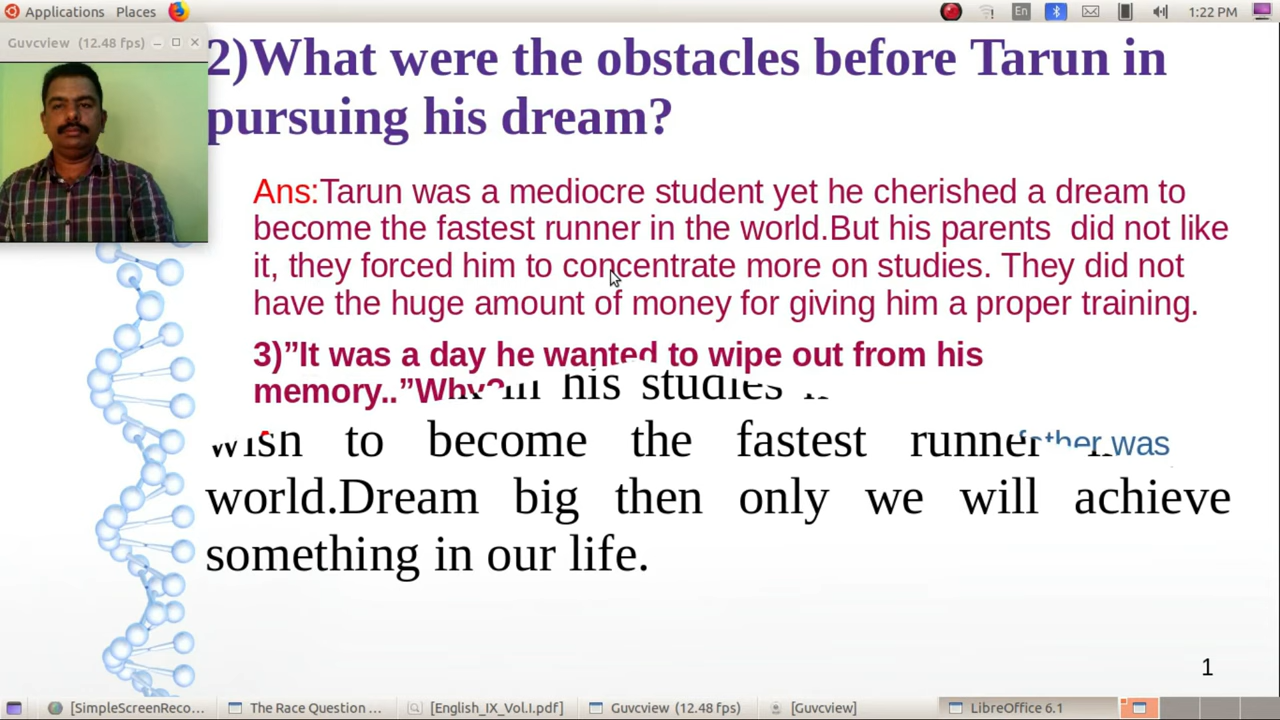 Applications Places En 1:22 PM
Guvcview (12.48 fps)
2)What were the obstacles before Tarun in
pursuing his dream?
Ans:Tarun was a mediocre student yet he cherished a dream to
become the fastest runner in the world.But his parents did not like
it, they forced him to concentrate more on studies. They did not
have the huge amount of money for giving him a proper training.
3)”It was a day he wanted to wipe out from his
memory..”Why?
in his studies
wish to become the fastest runner father was
world.Dream big then only we will achieve
something in our life.
1
[SimpleScreenReco... The Race Question ... [English_IX_Vol.I.pdf] Guvcview (12.48 fps) [Guvcview] LibreOffice 6.1